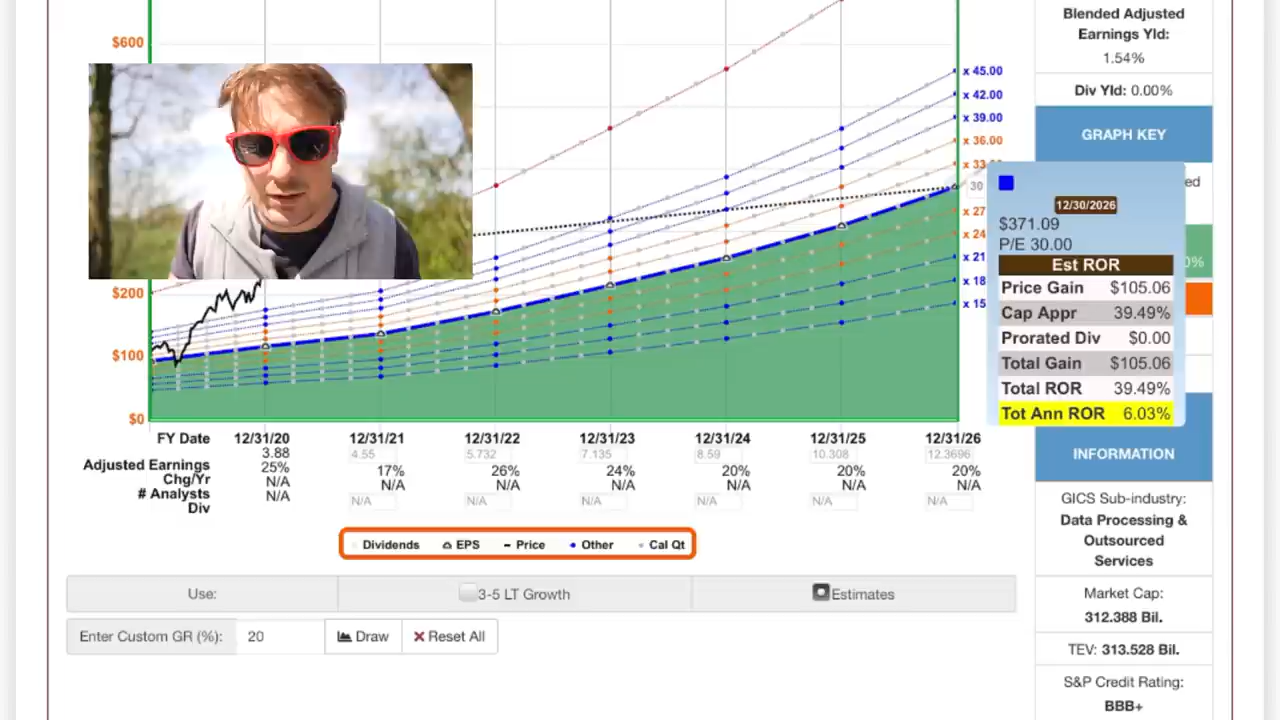 Blended Adjusted
Earnings Yld:
1.54%
Div Yld: 0.00%
GRAPH KEY
$600
$200
$100
$0
x 45.00
x 42.00
x 39.00
x 36.00
x 33
30
x 27
x 24
x 21
x 18
x 15
ed
0%
12/30/2026
$371.09
P/E 30.00
Est ROR
Price Gain $105.06
Cap Appr 39.49%
Prorated Div $0.00
Total Gain $105.06
Total ROR 39.49%
Tot Ann ROR 6.03%
FY Date 12/31/20 12/31/21 12/31/22 12/31/23 12/31/24 12/31/25 12/31/26
Adjusted Earnings 3.88 4.55 5.732 7.135 8.59 10.308 12.3696
Chg/Yr 25% 17% 26% 24% 20% 20% 20%
# Analysts N/A N/A N/A N/A N/A N/A N/A
Div N/A N/A N/A N/A N/A N/A N/A
Dividends EPS Price Other Cal Qt
Use: 3-5 LT Growth Estimates
Enter Custom GR (%): 20 Draw Reset All
INFORMATION
GICS Sub-industry:
Data Processing &
Outsourced
Services
Market Cap:
312.388 Bil.
TEV: 313.528 Bil.
S&P Credit Rating:
BBB+